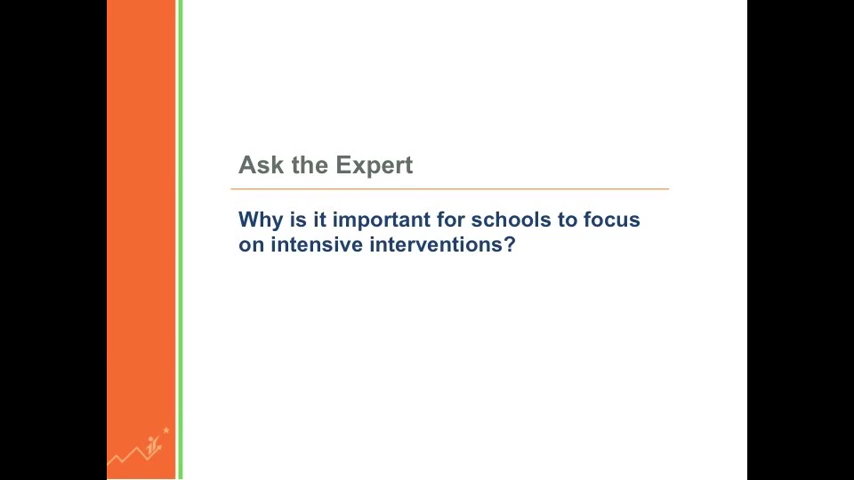 Ask the Expert
Why is it important for schools to focus
on intensive interventions?